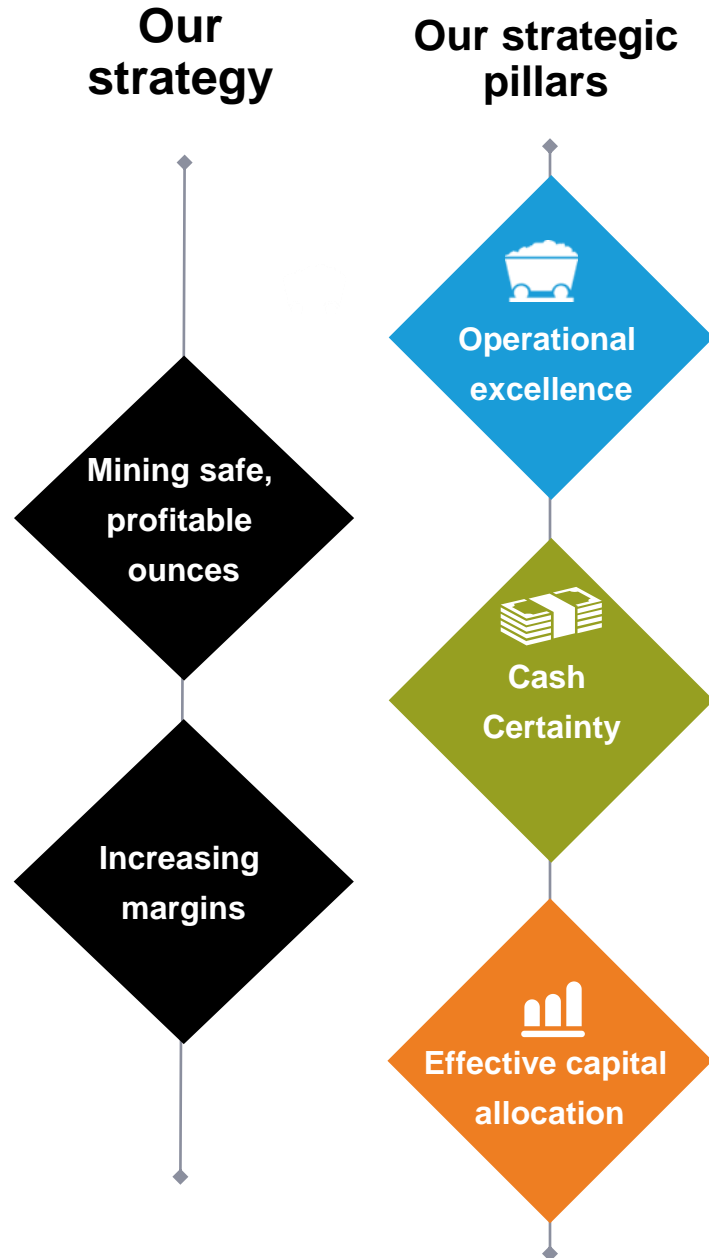 Our
strategy
Mining safe,
profitable
ounces
Increasing
margins
Our strategic
pillars
Operational
excellence
Cash
Certainty
Effective capital
allocation